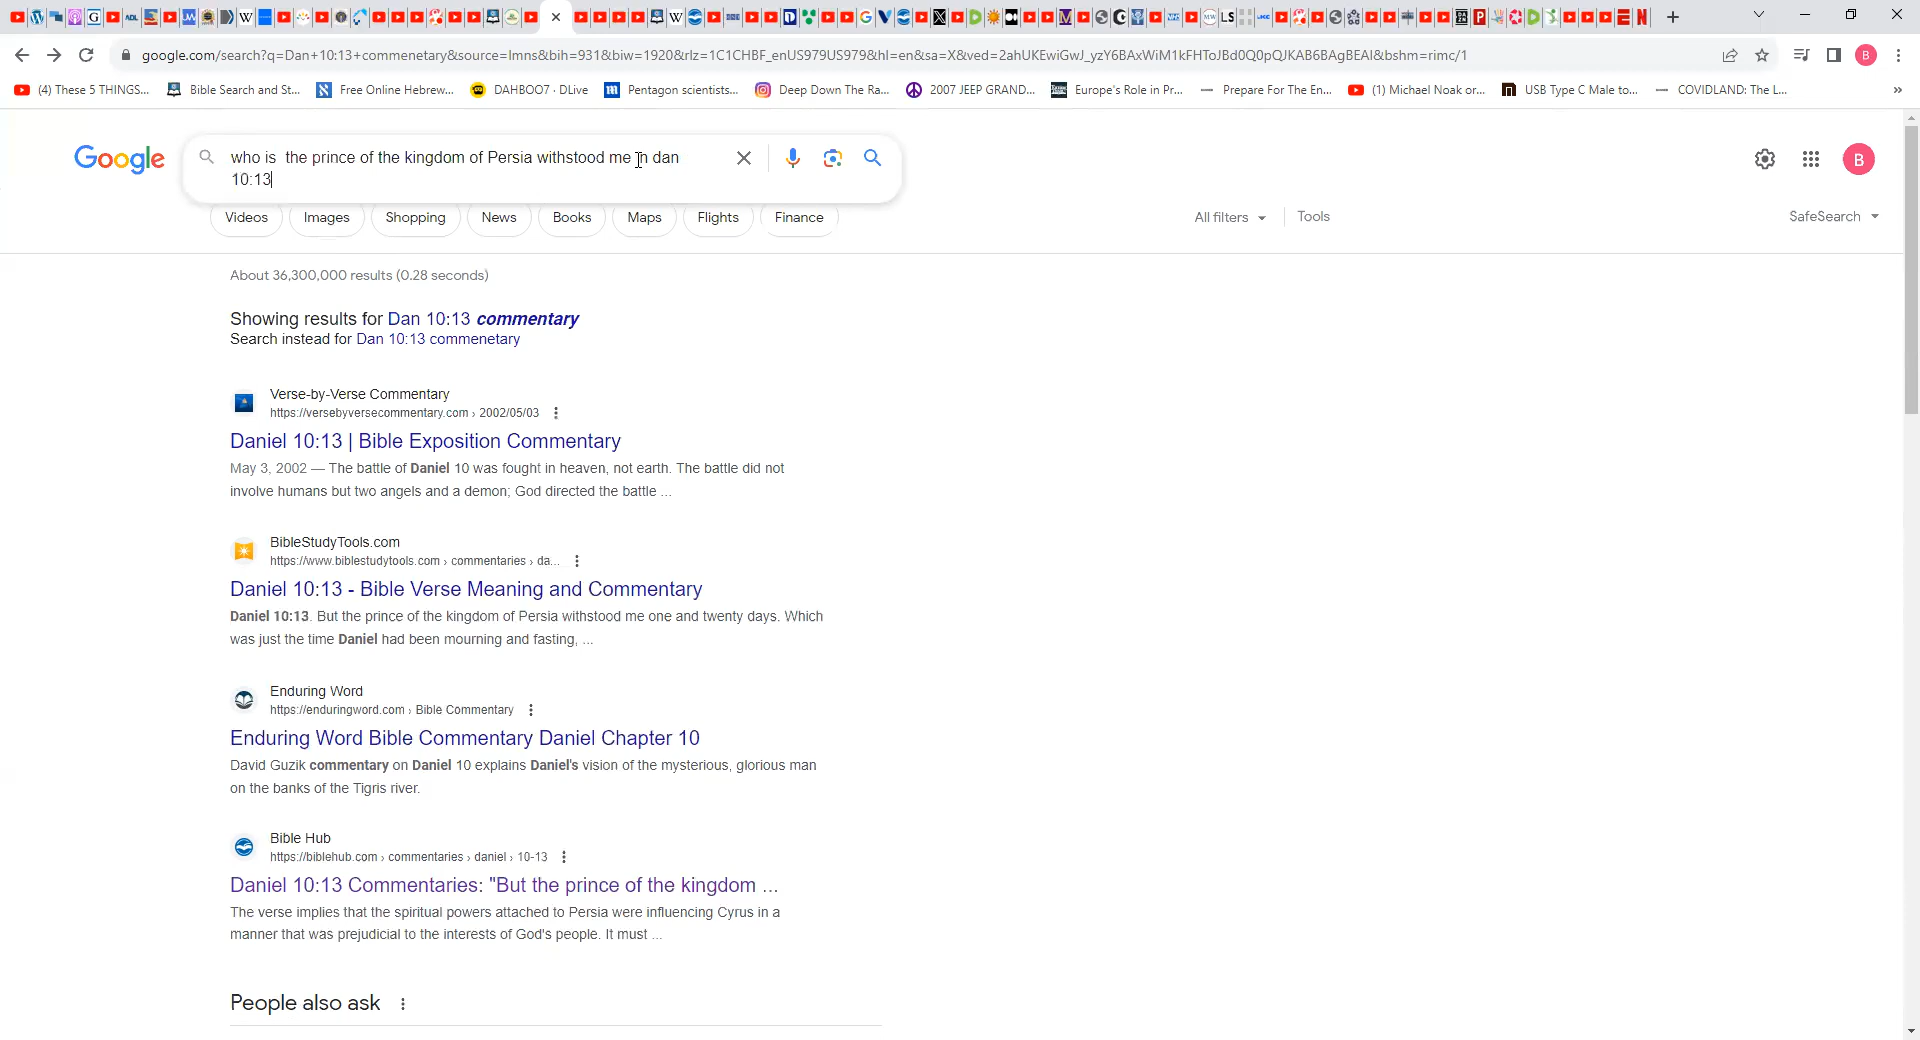 google.com/search?q=Dan+10:13+commenetary&source=lmns&bih=931&biw=1920&rlz=1C1CHBF_enUS979US979&hl=en&sa=X&ved=2ahUKEwiGwJ_yzY6BAxWiM1kFHToJBd0Q0pQJKAB6BAgBEAI&bshm=rimc/1
B
(4) These 5 THINGS... Bible Search and St... Free Online Hebrew... DAHBOO7 · DLive Pentagon scientists... Deep Down The Ra... 2007 JEEP GRAND... Europe's Role in Pr... Prepare For The En... (1) Michael Noak or... USB Type C Male to... COVIDLAND: The L... »
Google
who is  the prince of the kingdom of Persia withstood me in dan
10:13
B
Videos Images Shopping News Books Maps Flights Finance All filters Tools SafeSearch
About 36,300,000 results (0.28 seconds)
Showing results for Dan 10:13 commentary
Search instead for Dan 10:13 commenetary
Verse-by-Verse Commentary
https://versebyversecommentary.com › 2002/05/03
Daniel 10:13 | Bible Exposition Commentary
May 3, 2002 — The battle of Daniel 10 was fought in heaven, not earth. The battle did not
involve humans but two angels and a demon; God directed the battle ...
BibleStudyTools.com
https://www.biblestudytools.com › commentaries › da...
Daniel 10:13 - Bible Verse Meaning and Commentary
Daniel 10:13. But the prince of the kingdom of Persia withstood me one and twenty days. Which
was just the time Daniel had been mourning and fasting, ...
Enduring Word
https://enduringword.com › Bible Commentary
Enduring Word Bible Commentary Daniel Chapter 10
David Guzik commentary on Daniel 10 explains Daniel's vision of the mysterious, glorious man
on the banks of the Tigris river.
Bible Hub
https://biblehub.com › commentaries › daniel › 10-13
Daniel 10:13 Commentaries: "But the prince of the kingdom ...
The verse implies that the spiritual powers attached to Persia were influencing Cyrus in a
manner that was prejudicial to the interests of God's people. It must ...
People also ask